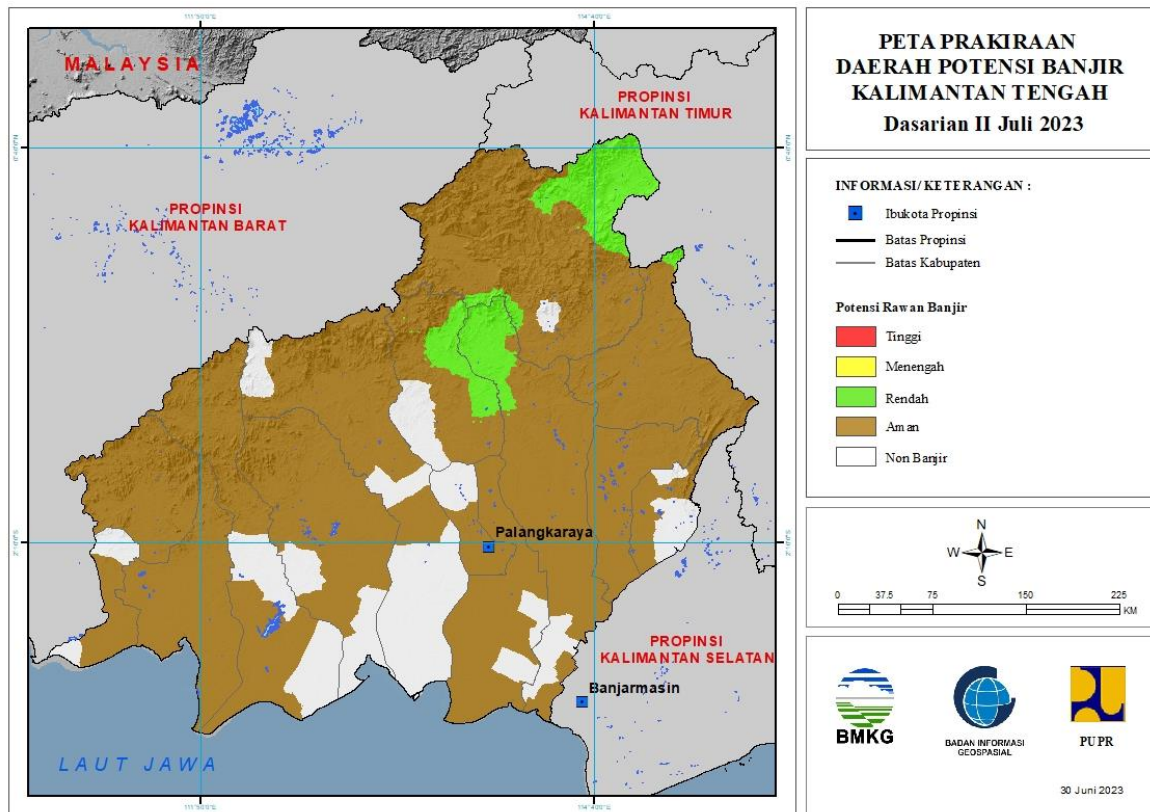 MALAYSIA
PROPINSI
KALIMANTAN TIMUR
PROPINSI
KALIMANTAN BARAT
Palangkaraya
PROPINSI
KALIMANTAN SELATAN
Banjarmasin
LAUT JAWA
PETA PRAKIRAAN
DAERAH POTENSI BANJIR
KALIMANTAN TENGAH
Dasarian II Juli 2023
INFORMASI/ KETERANGAN :
Ibukota Propinsi
Batas Propinsi
Batas Kabupaten
Potensi Rawan Banjir
Tinggi
Menengah
Rendah
Aman
Non Banjir
N
W E
S
0 37.5 75 150 225
KM
BMKG
BADAN INFORMASI
GEOSPASIAL
PUPR
30 Juni 2023